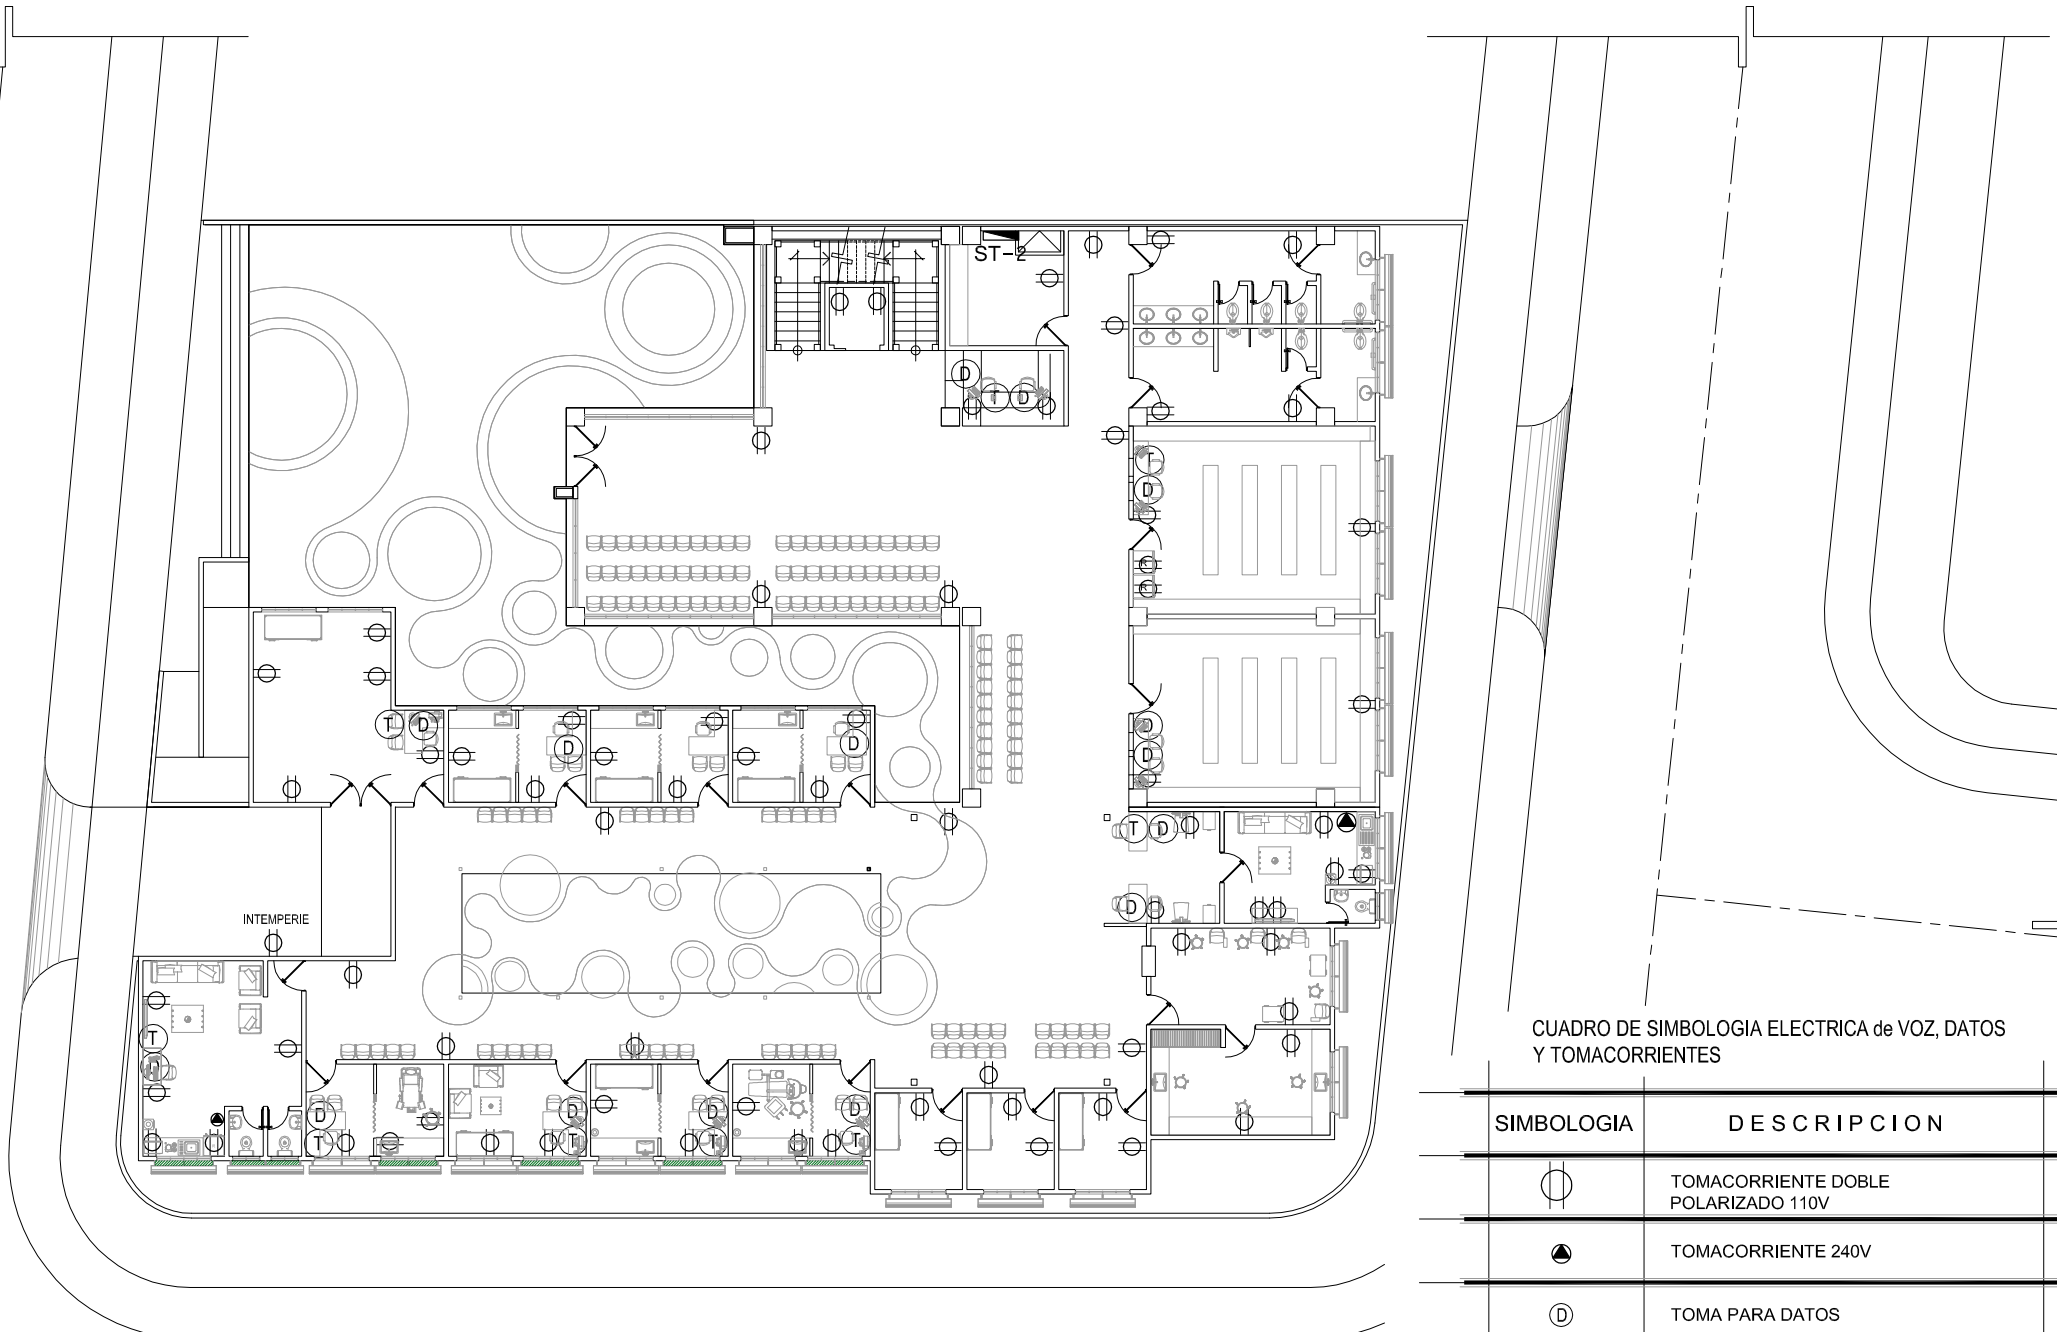 ST-2
D
T
D
T
D
R
R
T
D
D
D
D
D
T
D
D
INTEMPERIE
T
D
D
T
D
T
D
T
D
T
CUADRO DE SIMBOLOGIA ELECTRICA de VOZ, DATOS
Y TOMACORRIENTES
SIMBOLOGIA
DESCRIPCION
TOMACORRIENTE DOBLE
POLARIZADO 110V
TOMACORRIENTE 240V
D
TOMA PARA DATOS